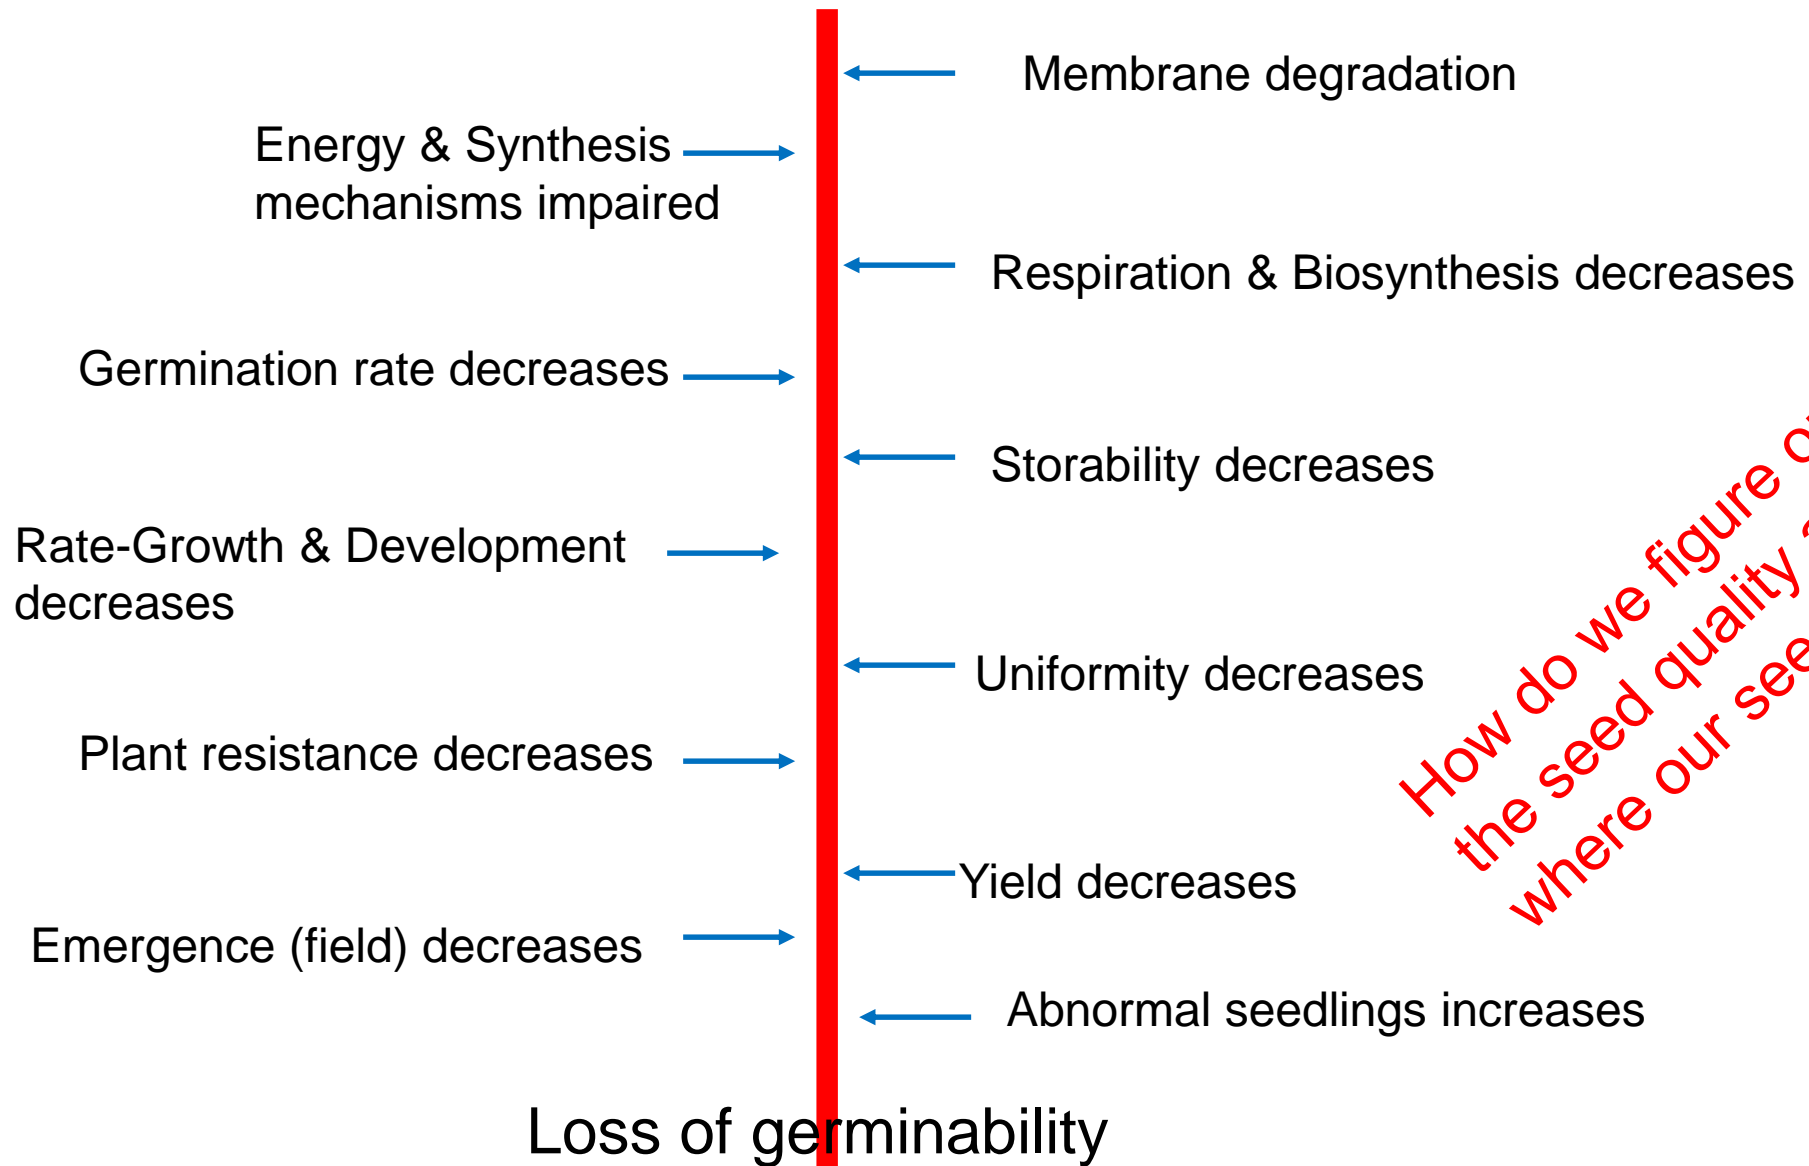 Membrane degradation
Energy & Synthesis
mechanisms impaired
Respiration & Biosynthesis decreases
Germination rate decreases
Storability decreases
Rate-Growth & Development
decreases
Uniformity decreases
Plant resistance decreases
Yield decreases
Emergence (field) decreases
Abnormal seedlings increases
Loss of germinability
How do we figure
the seed quality
where our